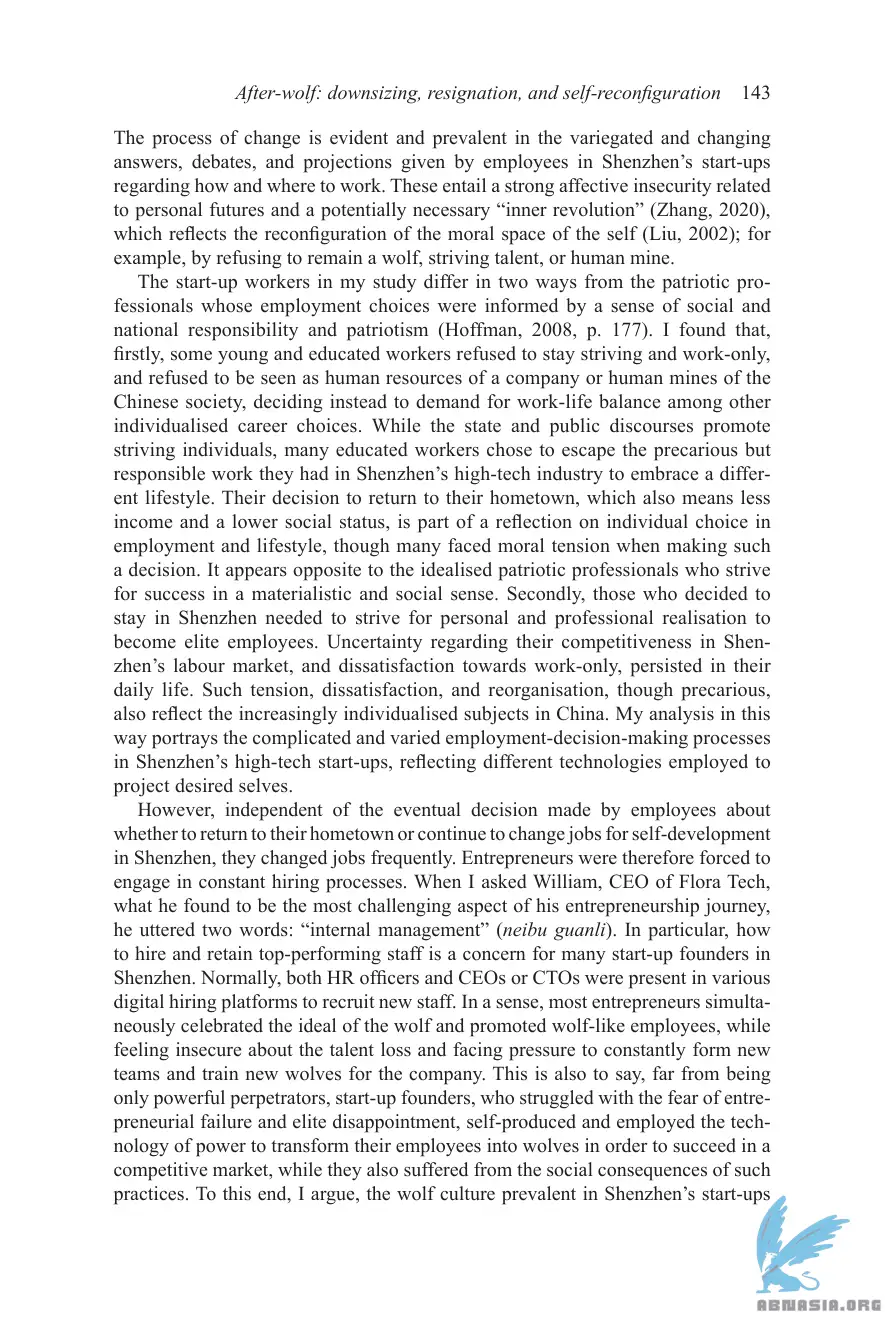 After-wolf: downsizing, resignation, and self-reconfiguration 143
The process of change is evident and prevalent in the variegated and changing
answers, debates, and projections given by employees in Shenzhen’s start-ups
regarding how and where to work. These entail a strong affective insecurity related
to personal futures and a potentially necessary “inner revolution” (Zhang, 2020),
which reflects the reconfiguration of the moral space of the self (Liu, 2002); for
example, by refusing to remain a wolf, striving talent, or human mine.
The start-up workers in my study differ in two ways from the patriotic pro-
fessionals whose employment choices were informed by a sense of social and
national responsibility and patriotism (Hoffman, 2008, p. 177). I found that,
firstly, some young and educated workers refused to stay striving and work-only,
and refused to be seen as human resources of a company or human mines of the
Chinese society, deciding instead to demand for work-life balance among other
individualised career choices. While the state and public discourses promote
striving individuals, many educated workers chose to escape the precarious but
responsible work they had in Shenzhen’s high-tech industry to embrace a differ-
ent lifestyle. Their decision to return to their hometown, which also means less
income and a lower social status, is part of a reflection on individual choice in
employment and lifestyle, though many faced moral tension when making such
a decision. It appears opposite to the idealised patriotic professionals who strive
for success in a materialistic and social sense. Secondly, those who decided to
stay in Shenzhen needed to strive for personal and professional realisation to
become elite employees. Uncertainty regarding their competitiveness in Shen-
zhen’s labour market, and dissatisfaction towards work-only, persisted in their
daily life. Such tension, dissatisfaction, and reorganisation, though precarious,
also reflect the increasingly individualised subjects in China. My analysis in this
way portrays the complicated and varied employment-decision-making processes
in Shenzhen’s high-tech start-ups, reflecting different technologies employed to
project desired selves.
However, independent of the eventual decision made by employees about
whether to return to their hometown or continue to change jobs for self-development
in Shenzhen, they changed jobs frequently. Entrepreneurs were therefore forced to
engage in constant hiring processes. When I asked William, CEO of Flora Tech,
what he found to be the most challenging aspect of his entrepreneurship journey,
he uttered two words: “internal management” (neibu guanli). In particular, how
to hire and retain top-performing staff is a concern for many start-up founders in
Shenzhen. Normally, both HR officers and CEOs or CTOs were present in various
digital hiring platforms to recruit new staff. In a sense, most entrepreneurs simulta-
neously celebrated the ideal of the wolf and promoted wolf-like employees, while
feeling insecure about the talent loss and facing pressure to constantly form new
teams and train new wolves for the company. This is also to say, far from being
only powerful perpetrators, start-up founders, who struggled with the fear of entre-
preneurial failure and elite disappointment, self-produced and employed the tech-
nology of power to transform their employees into wolves in order to succeed in a
competitive market, while they also suffered from the social consequences of such
practices. To this end, I argue, the wolf culture prevalent in Shenzhen’s start-ups
ABNASIA.ORG